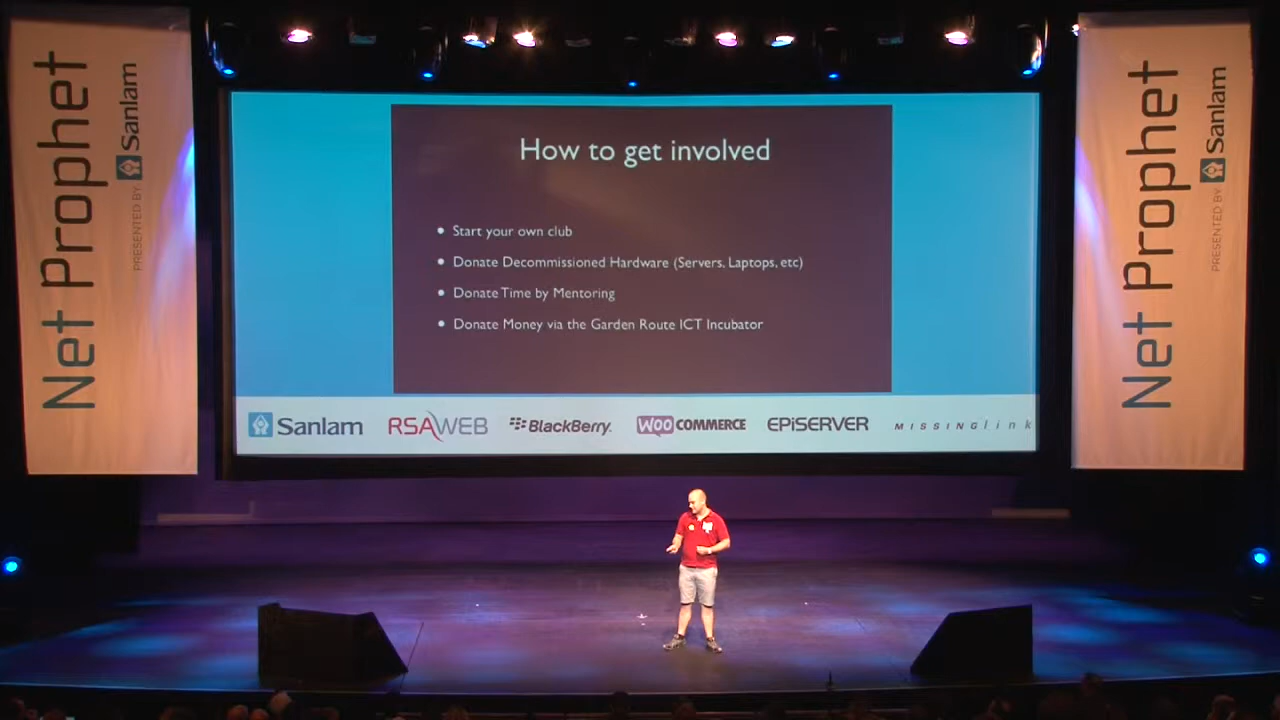 Net Prophet
PRESENTED BY Sanlam
How to get involved
• Start your own club
• Donate Decommissioned Hardware (Servers, Laptops, etc)
• Donate Time by Mentoring
• Donate Money via the Garden Route ICT Incubator
Sanlam RSAWEB BlackBerry. WOO COMMERCE EPiSERVER MISSINGlink
Net Prophet
PRESENTED BY Sanlam